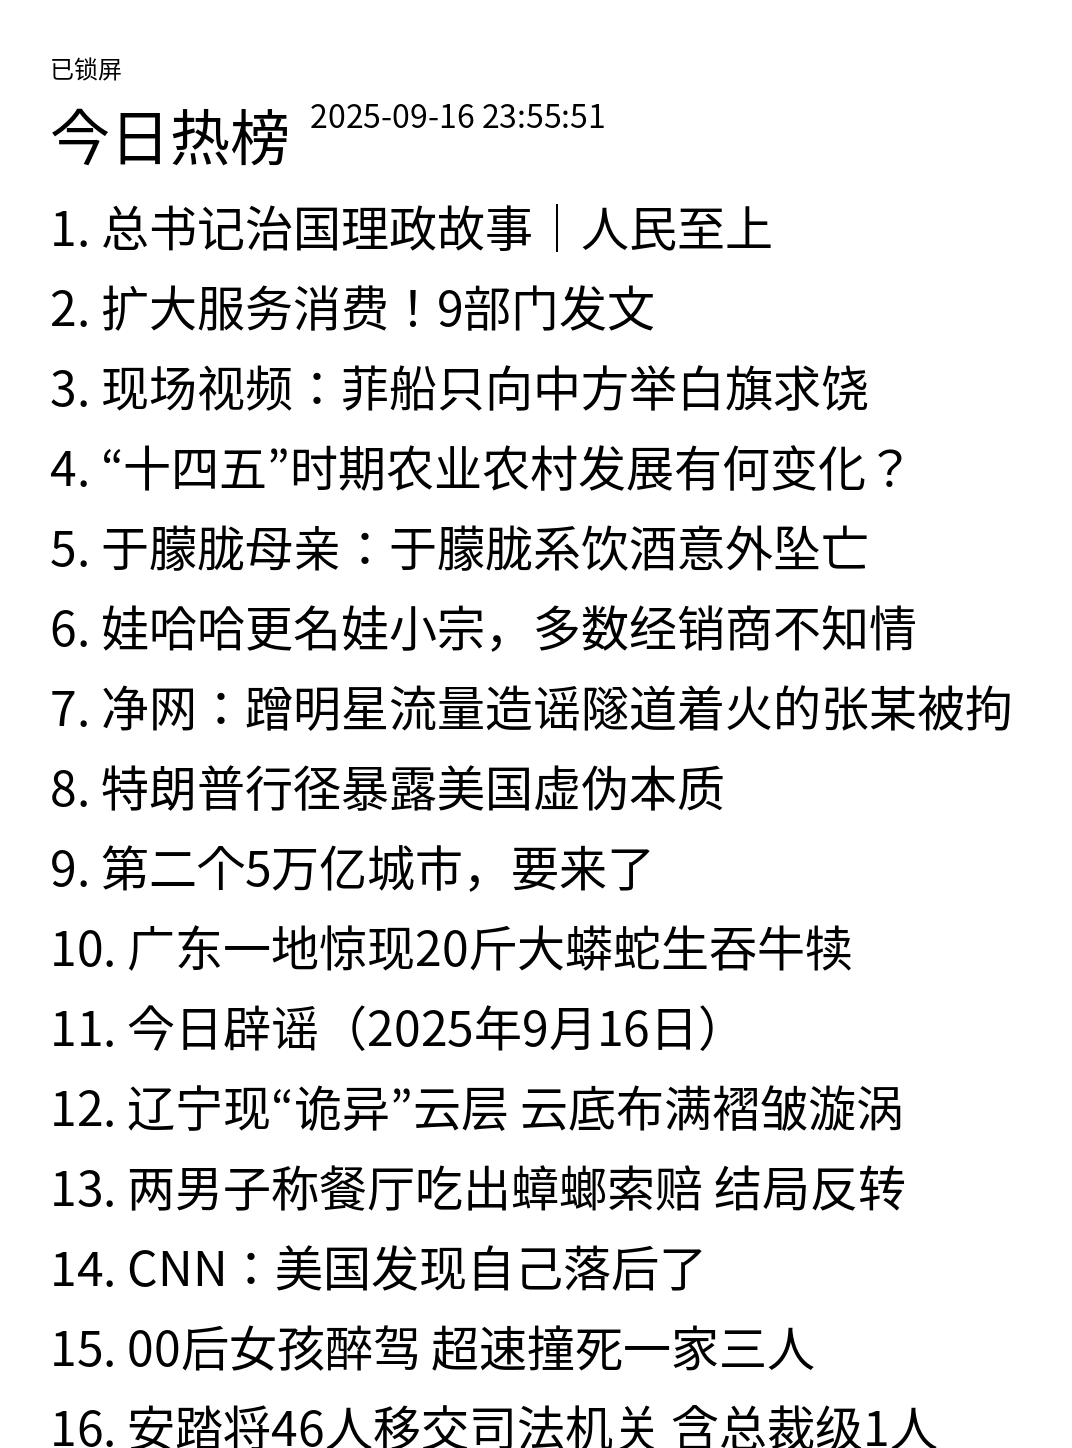 已锁屏
今日热榜 2025-09-16 23:55:51
1. 总书记治国理政故事｜人民至上
2. 扩大服务消费！9部门发文
3. 现场视频：菲船只向中方举白旗求饶
4. “十四五”时期农业农村发展有何变化？
5. 于朦胧母亲：于朦胧系饮酒意外坠亡
6. 娃哈哈更名娃小宗，多数经销商不知情
7. 净网：蹭明星流量造谣隧道着火的张某被拘
8. 特朗普行径暴露美国虚伪本质
9. 第二个5万亿城市，要来了
10. 广东一地惊现20斤大蟒蛇生吞牛犊
11. 今日辟谣（2025年9月16日）
12. 辽宁现“诡异”云层 云底布满褶皱漩涡
13. 两男子称餐厅吃出蟑螂索赔 结局反转
14. CNN：美国发现自己落后了
15. 00后女孩醉驾 超速撞死一家三人
16. 安踏将46人移交司法机关 含总裁级1人